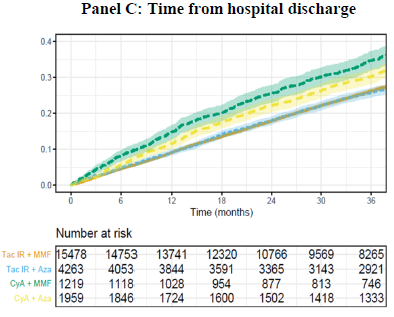 Panel C: Time from hospital discharge
0.4
0.3
0.2
0.1
0.0
0 6 12 18 24 30 36
Time (months)
Number at risk
Tac IR + MMF 15478 14753 13741 12320 10766 9569 8265
Tac IR + Aza 4263 4053 3844 3591 3365 3143 2921
CyA + MMF 1219 1118 1028 954 877 813 746
CyA + Aza 1959 1846 1724 1600 1502 1418 1333